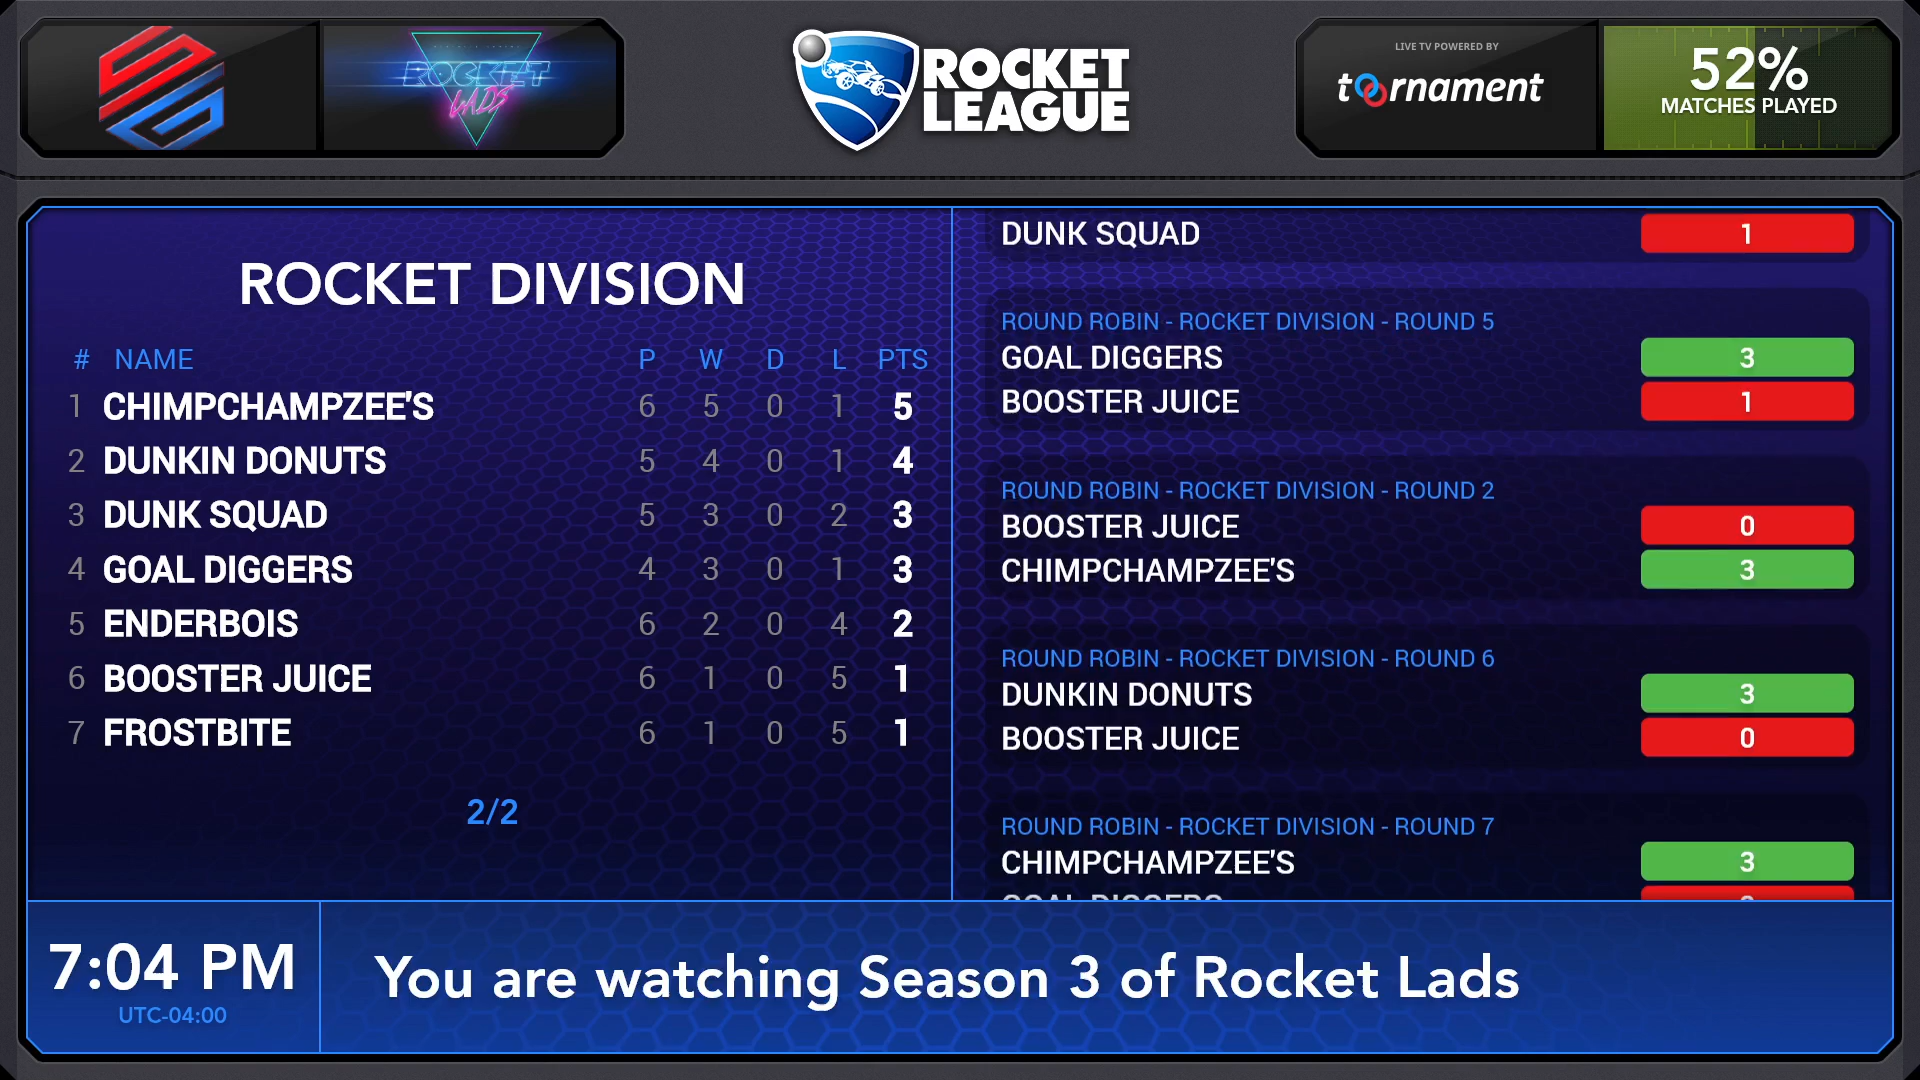 ROCKET
LADS
ROCKET
LEAGUE
LIVE TV POWERED BY
toornament
52%
MATCHES PLAYED
ROCKET DIVISION
# NAME P W D L PTS
1 CHIMPCHAMPZEE'S 6 5 0 1 5
2 DUNKIN DONUTS 5 4 0 1 4
3 DUNK SQUAD 5 3 0 2 3
4 GOAL DIGGERS 4 3 0 1 3
5 ENDERBOIS 6 2 0 4 2
6 BOOSTER JUICE 6 1 0 5 1
7 FROSTBITE 6 1 0 5 1
2/2
DUNK SQUAD 1
ROUND ROBIN - ROCKET DIVISION - ROUND 5
GOAL DIGGERS 3
BOOSTER JUICE 1
ROUND ROBIN - ROCKET DIVISION - ROUND 2
BOOSTER JUICE 0
CHIMPCHAMPZEE'S 3
ROUND ROBIN - ROCKET DIVISION - ROUND 6
DUNKIN DONUTS 3
BOOSTER JUICE 0
ROUND ROBIN - ROCKET DIVISION - ROUND 7
CHIMPCHAMPZEE'S 3
GOAL DIGGERS
7:04 PM
UTC-04:00
You are watching Season 3 of Rocket Lads